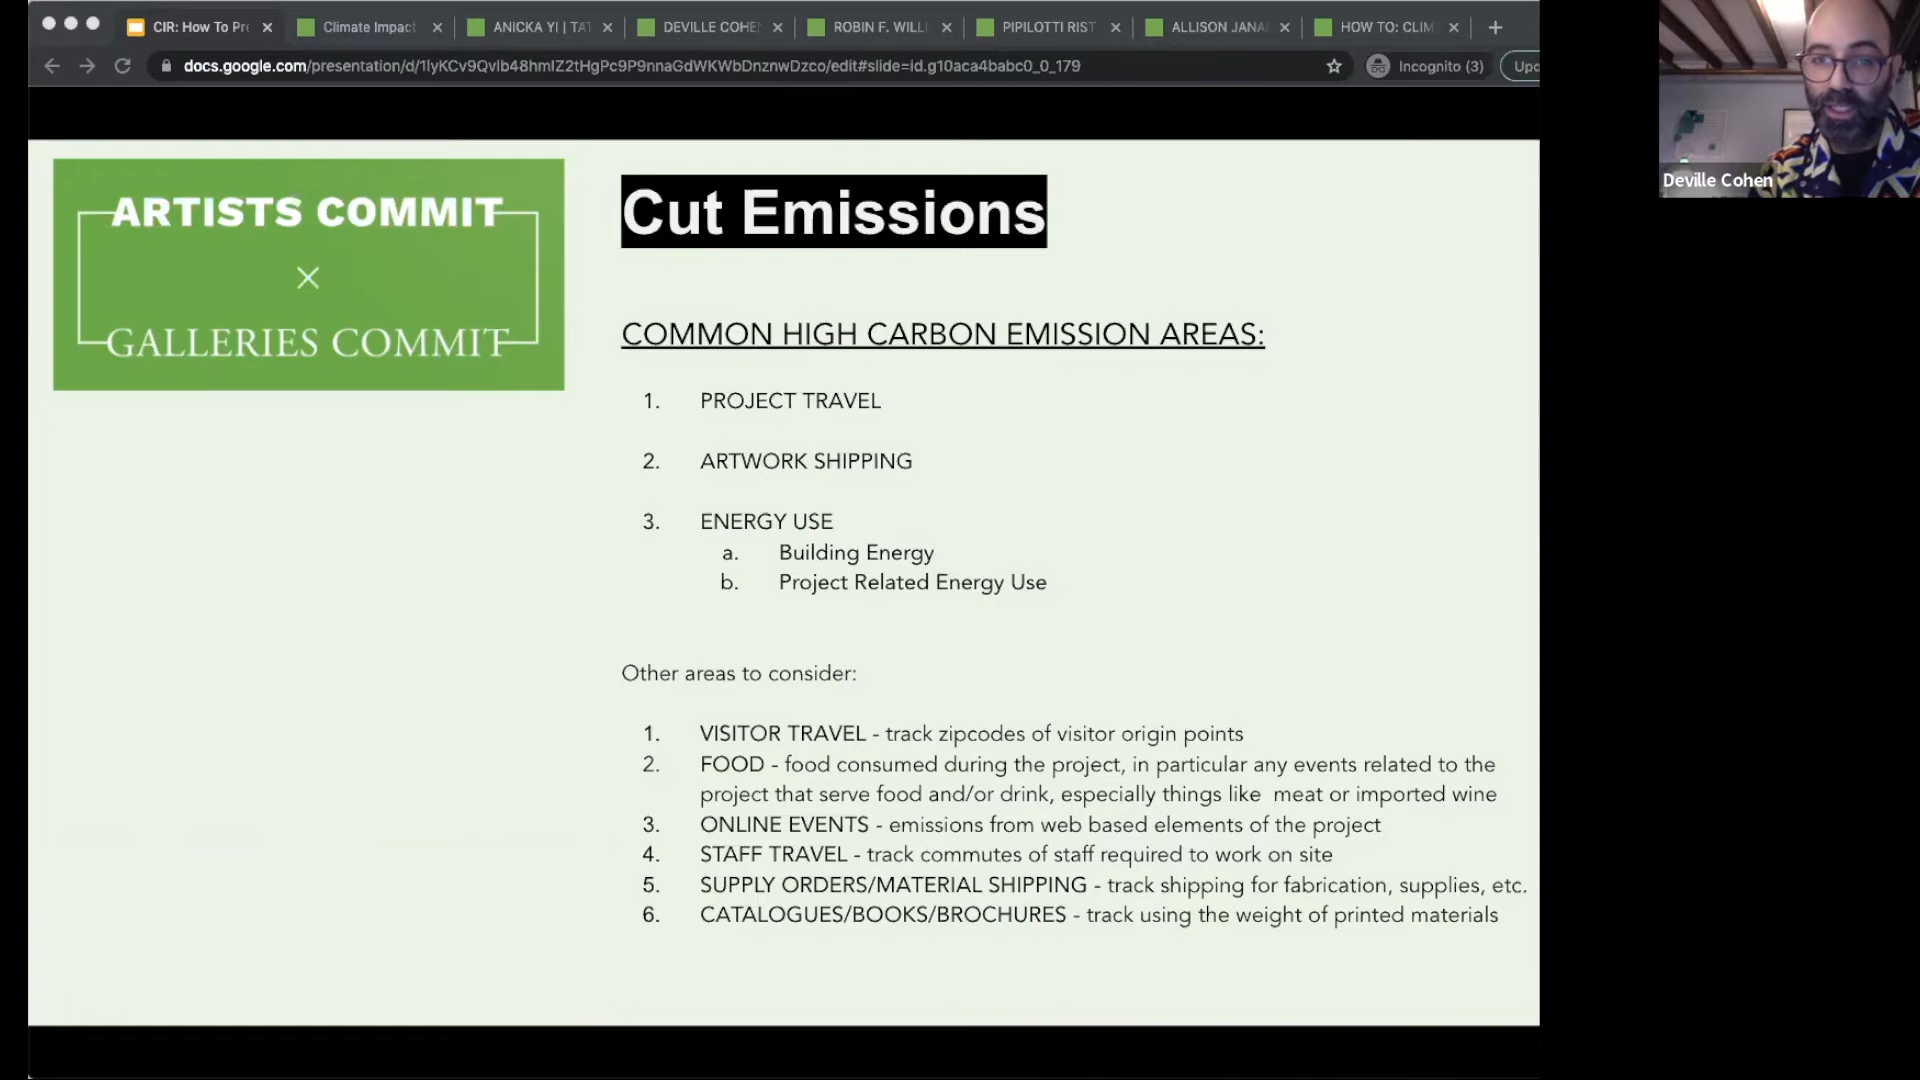 CIR: How To Pr
Climate Impac
ANICKA YI | TAT
DEVILLE COHE
ROBIN F. WILL
PIPILOTTI RIST
ALLISON JANA
HOW TO: CLIM
docs.google.com/presentation/d/1lyKCv9Qvlb48hmIZ2tHgPc9P9nnaGdWKWbDnznwDzco/edit#slide=id.g10aca4babc0_0_179
Incognito (3)
Upd
Deville Cohen
ARTISTS COMMIT
×
GALLERIES COMMIT
Cut Emissions
COMMON HIGH CARBON EMISSION AREAS:
1. PROJECT TRAVEL
2. ARTWORK SHIPPING
3. ENERGY USE
a. Building Energy
b. Project Related Energy Use
Other areas to consider:
1. VISITOR TRAVEL - track zipcodes of visitor origin points
2. FOOD - food consumed during the project, in particular any events related to the
project that serve food and/or drink, especially things like meat or imported wine
3. ONLINE EVENTS - emissions from web based elements of the project
4. STAFF TRAVEL - track commutes of staff required to work on site
5. SUPPLY ORDERS/MATERIAL SHIPPING - track shipping for fabrication, supplies, etc.
6. CATALOGUES/BOOKS/BROCHURES - track using the weight of printed materials